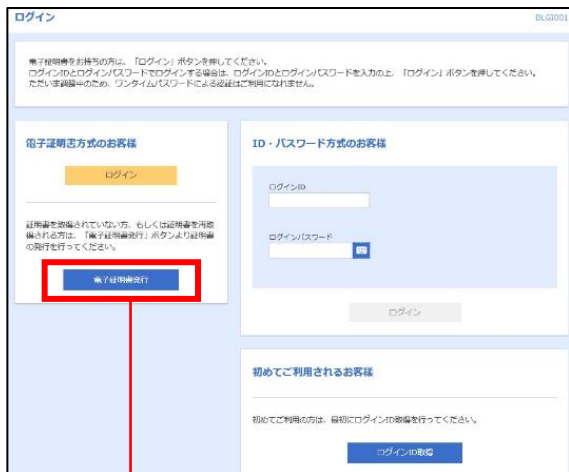 ログイン
BLGI001
電子証明書をお持ちの方は、「ログイン」ボタンを押してください。
ログインIDとログインパスワードでログインする場合は、ログインIDとログインパスワードを入力の上、「ログイン」ボタンを押してください。
ただいま調整中のため、ワンタイムパスワードによる認証はご利用になれません。
電子証明書方式のお客様
ログイン
証明書を取得されていない方、もしくは証明書を再取
得される方は、「電子証明書発行」ボタンより証明書
の発行を行ってください。
電子証明書発行
ID・パスワード方式のお客様
ログインID
ログインパスワード
ログイン
初めてご利用されるお客様
初めてご利用の方は、最初にログインID取得を行ってください。
ログインID取得